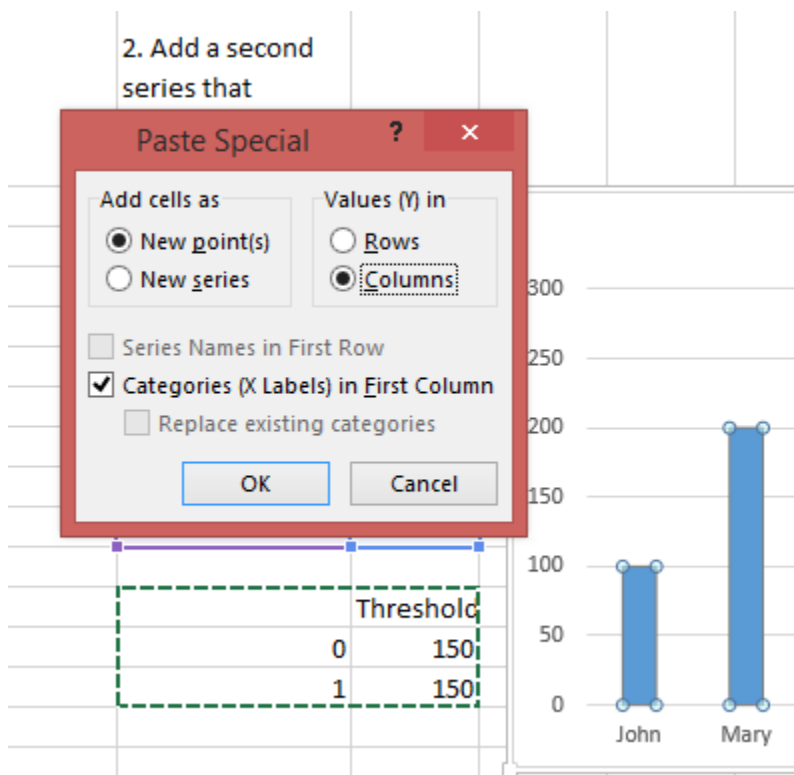 2. Add a second
series that
Paste Special ? ×
Add cells as
New point(s)
New series
Values (Y) in
Rows
Columns
Series Names in First Row
Categories (X Labels) in First Column
Replace existing categories
OK
Cancel
Threshold
0 150
1 150
300
250
200
150
100
50
0
John Mary